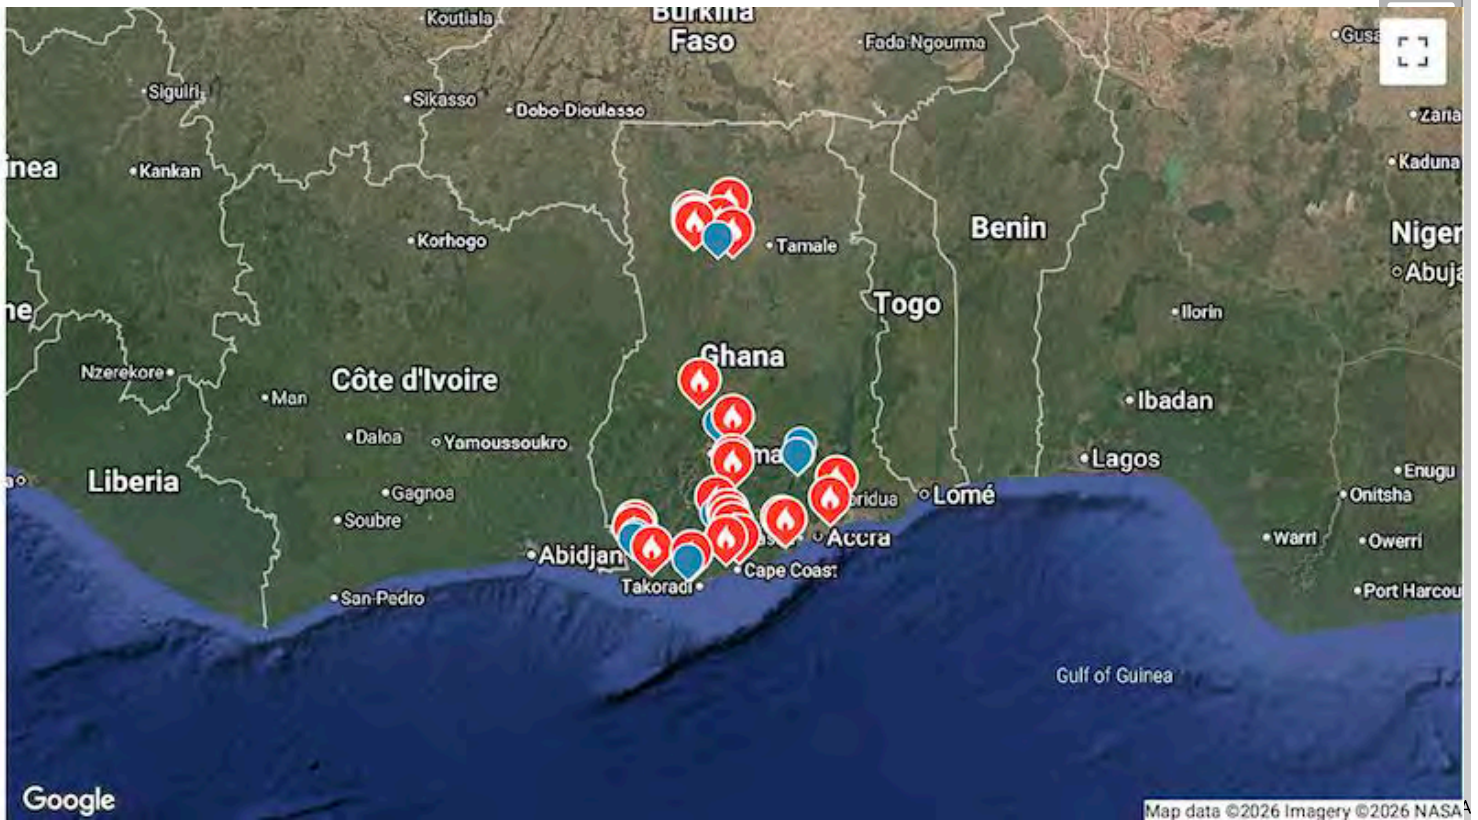 Burkina
Faso
Koutiala
Fada-Ngourma
Siguiri
Sikasso
Bobo-Dioulasso
Zaria
Kaduna
inea
Kankan
Benin
Niger
Korhogo
Tamale
Abuja
Togo
Ilorin
Ghana
Nzerekore
Côte d'Ivoire
Man
Ibadan
Daloa
Yamoussoukro
Lagos
Enugu
Liberia
Gagnoa
oridua
Lomé
Onitsha
Soubre
Accra
Warri
Owerri
Abidjan
Cape Coast
Takoradi
San-Pedro
Port Harcou
Gulf of Guinea
Google
Map data ©2026 Imagery ©2026 NASA